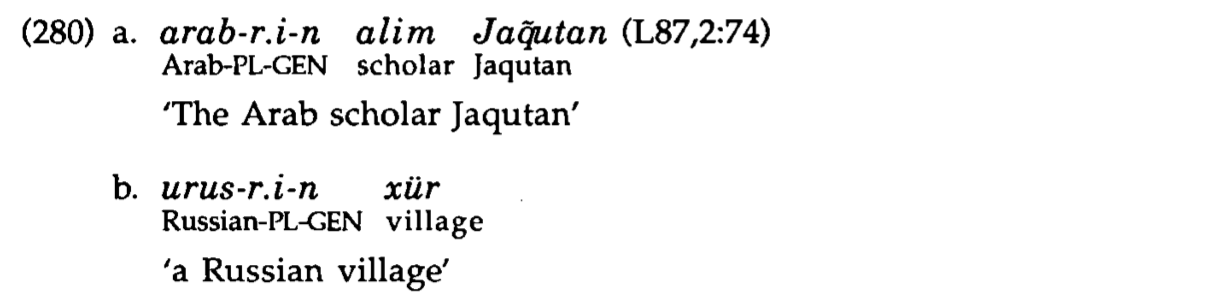 (280) a. arab-r.i-n alim Jaq̃utan (L87,2:74)
Arab-PL-GEN scholar Jaqutan
‘The Arab scholar Jaqutan’
b. urus-r.i-n xür
Russian-PL-GEN village
‘a Russian village’